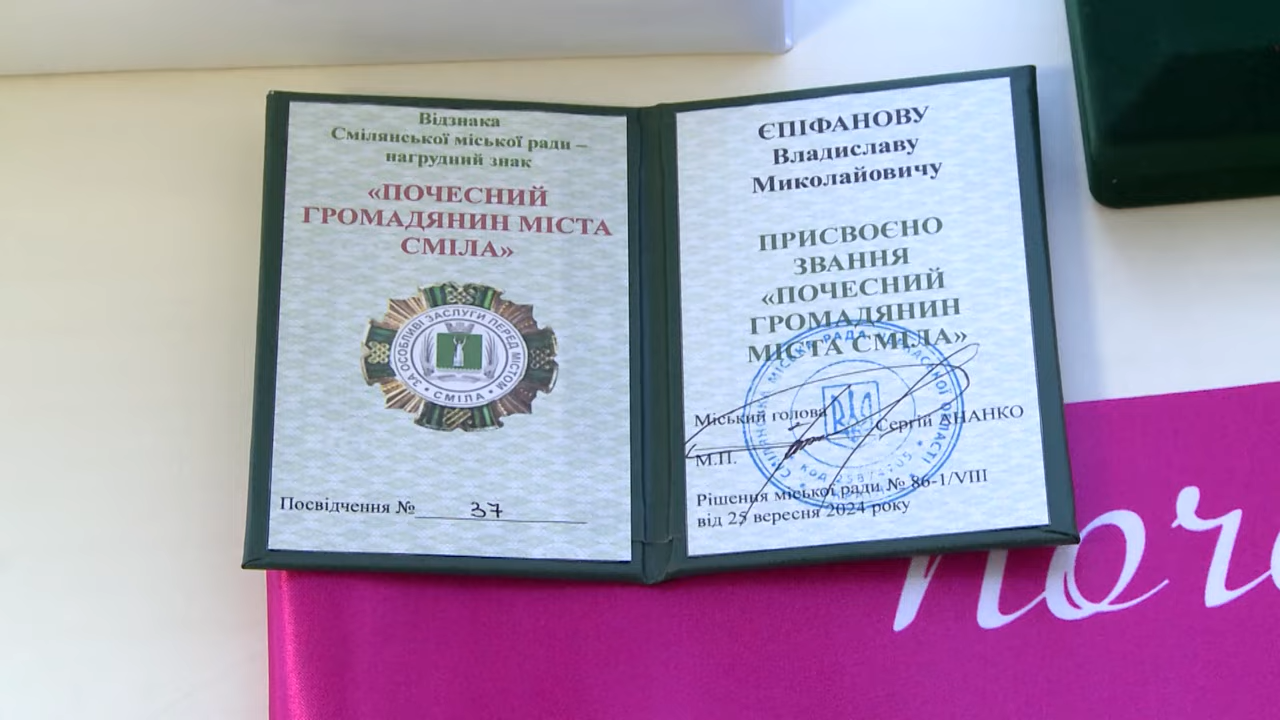 Відзнака
Смілянської міської ради –
нагрудний знак
«ПОЧЕСНИЙ
ГРОМАДЯНИН МІСТА
СМІЛА»
ЗА ОСОБЛИВІ ЗАСЛУГИ ПЕРЕД МІСТОМ
• СМІЛА •
Посвідчення № 37
ЄПІФАНОВУ
Владиславу
Миколайовичу
ПРИСВОЄНО
ЗВАННЯ
«ПОЧЕСНИЙ
ГРОМАДЯНИН
МІСТА СМІЛА»
Міський голова Сергій АНАНКО
М.П.
Рішення міської ради № 86-1/VIII
від 25 вересня 2024 року